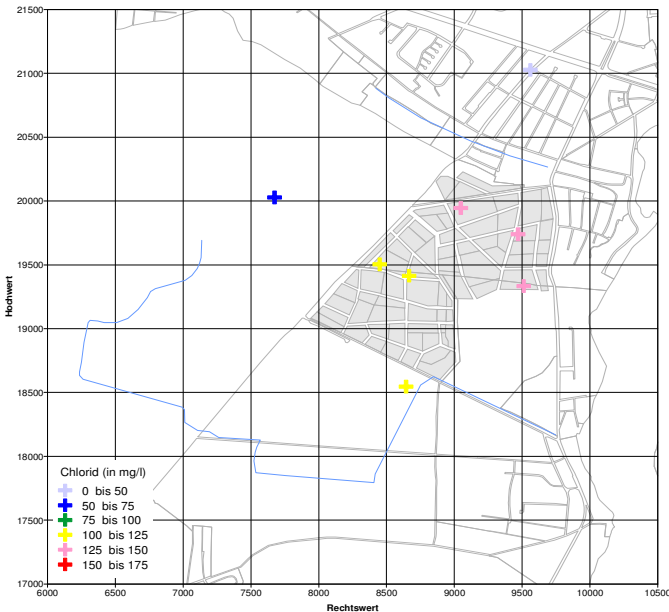 21500
21000
20500
20000
19500
19000
18500
18000
17500
17000
Hochwert
Chlorid (in mg/l)
0 bis 50
50 bis 75
75 bis 100
100 bis 125
125 bis 150
150 bis 175
6000 6500 7000 7500 8000 8500 9000 9500 10000 10500
Rechtswert